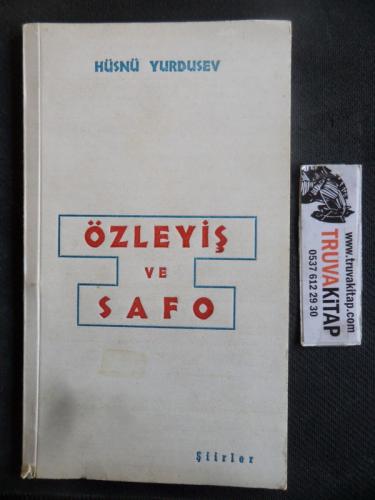 HÜSNÜ YURDUSEV
ÖZLEYİŞ
VE
SAFO
Şiirler
TRUVAKİTAP
www.truvakitap.com
0537 612 29 30